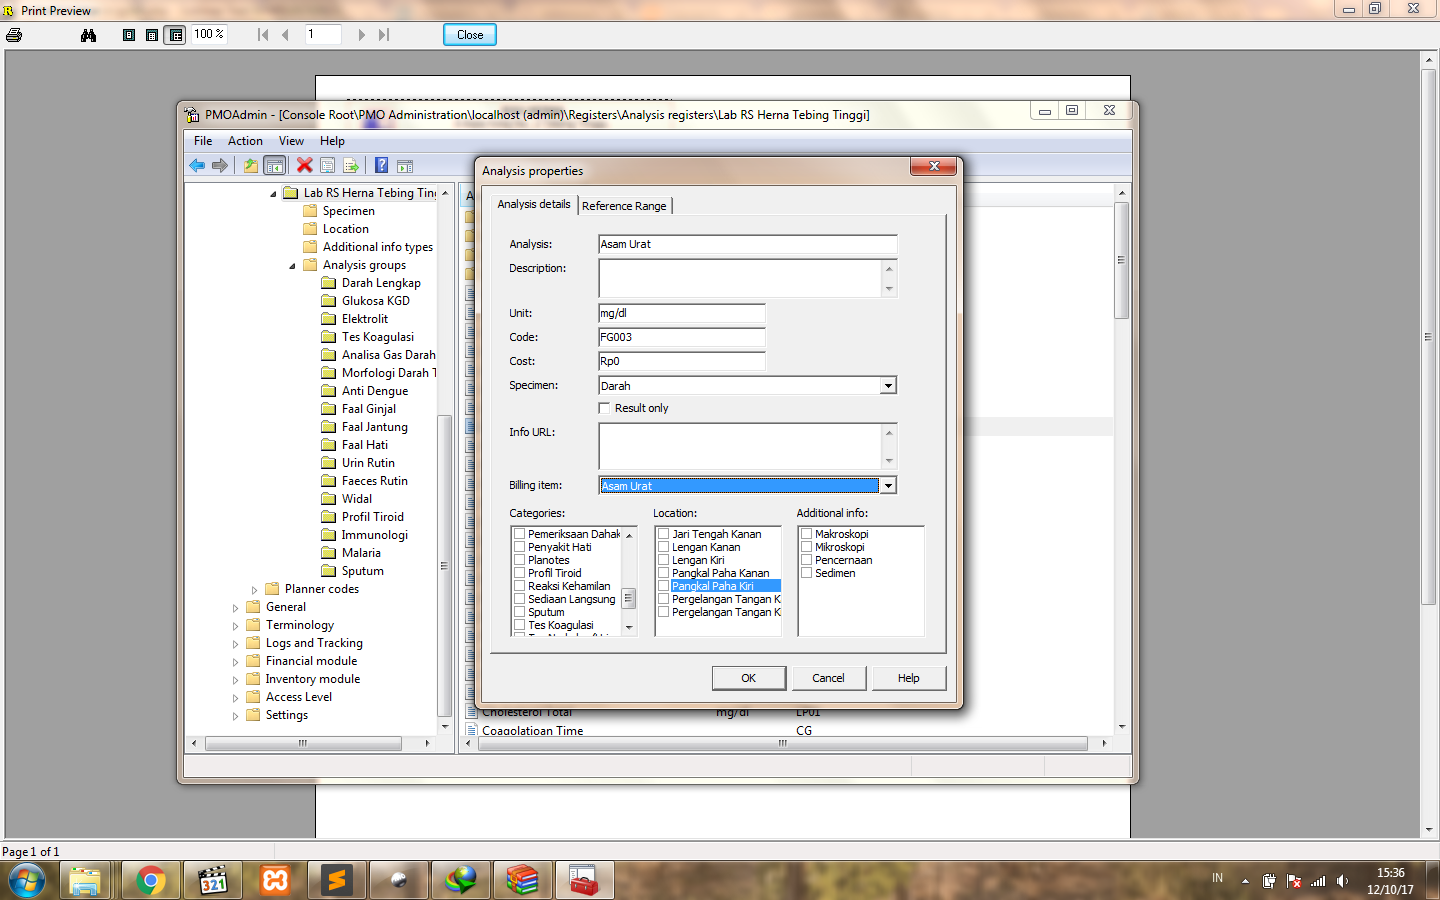 Print Preview
100 %
1
Close
PMOAdmin - [Console Root\PMO Administration\localhost (admin)\Registers\Analysis registers\Lab RS Herna Tebing Tinggi]
File Action View Help
Lab RS Herna Tebing Ting
Specimen
Location
Additional info types
Analysis groups
Darah Lengkap
Glukosa KGD
Elektrolit
Tes Koagulasi
Analisa Gas Darah
Morfologi Darah T
Anti Dengue
Faal Ginjal
Faal Jantung
Faal Hati
Urin Rutin
Faeces Rutin
Widal
Profil Tiroid
Immunologi
Malaria
Sputum
Planner codes
General
Terminology
Logs and Tracking
Financial module
Inventory module
Access Level
Settings
A
Analysis properties
Analysis details Reference Range
Analysis: Asam Urat
Description:
Unit: mg/dl
Code: FG003
Cost: Rp0
Specimen: Darah
Result only
Info URL:
Billing item: Asam Urat
Categories:
Pemeriksaan Dahak
Penyakit Hati
Planotes
Profil Tiroid
Reaksi Kehamilan
Sediaan Langsung
Sputum
Tes Koagulasi
Location:
Jari Tengah Kanan
Lengan Kanan
Lengan Kiri
Pangkal Paha Kanan
Pangkal Paha Kiri
Pergelangan Tangan K
Pergelangan Tangan Ki
Additional info:
Makroskopi
Mikroskopi
Pencernaan
Sedimen
OK Cancel Help
Cholesterol Total mg/dl LP01
Coagolatioan Time CG
Page 1 of 1
321
IN
15:36
12/10/17